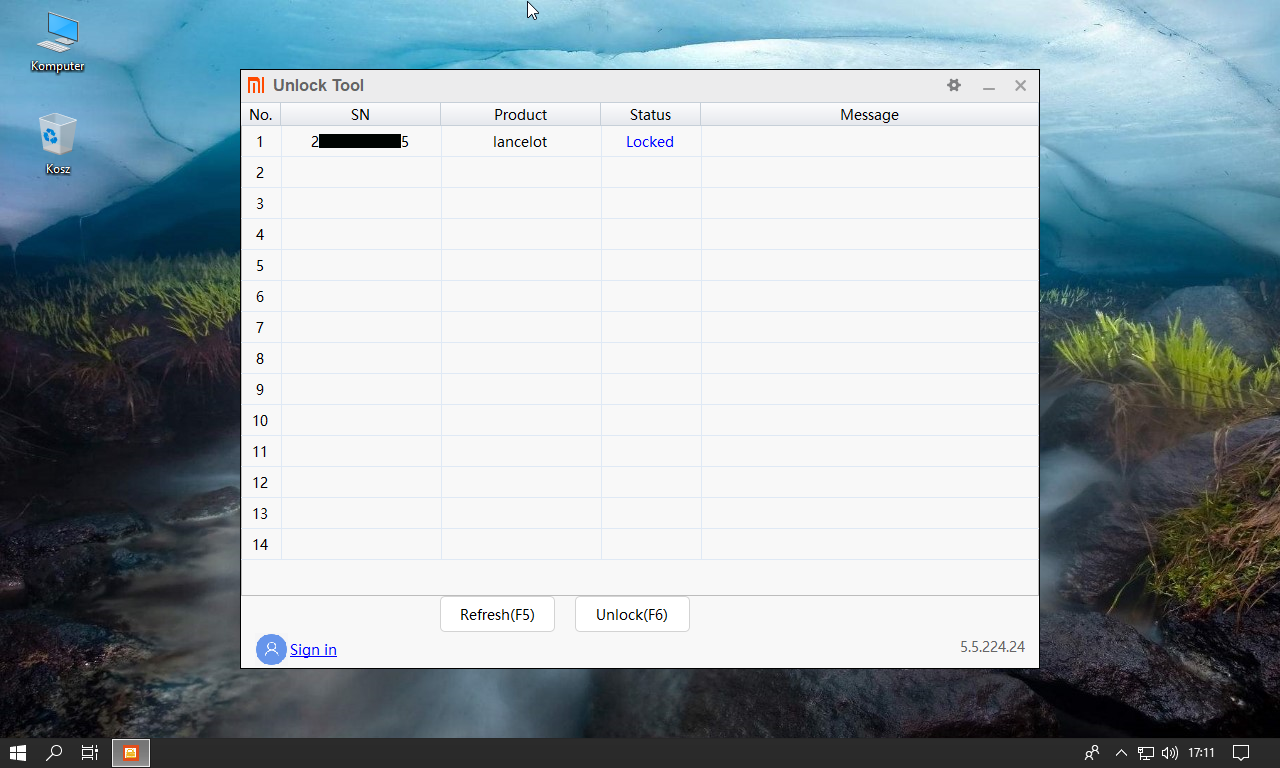 Komputer
Kosz
Unlock Tool
No. SN Product Status Message
1 2 5 lancelot Locked
2
3
4
5
6
7
8
9
10
11
12
13
14
Refresh(F5) Unlock(F6)
Sign in
5.5.224.24
17:11